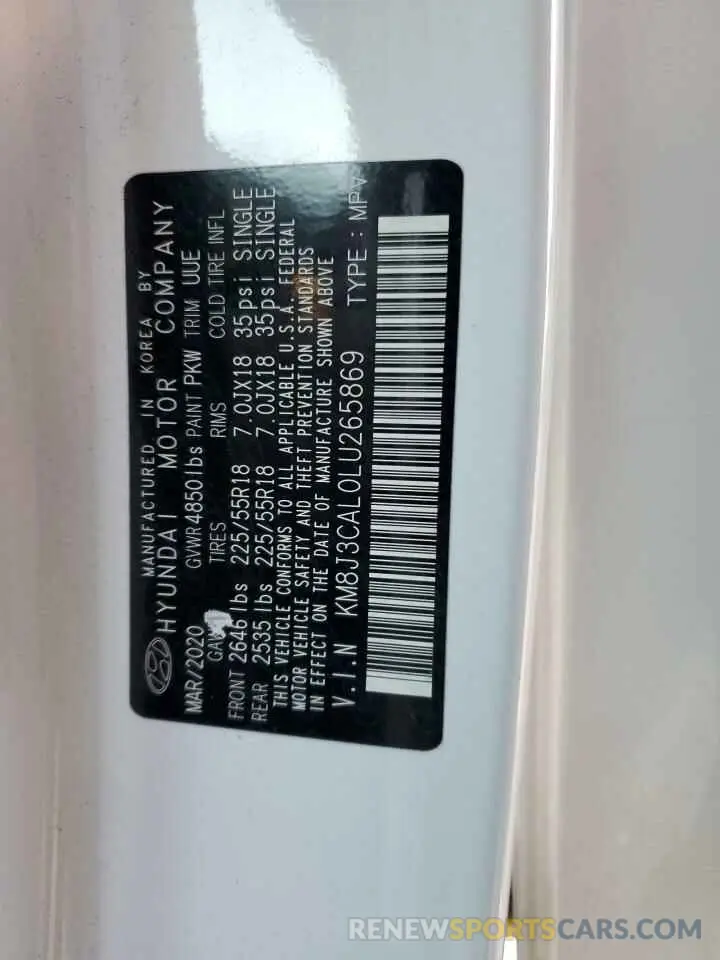 MANUFACTURED IN KOREA BY
HYUNDAI MOTOR COMPANY
MAR/2020 GVWR 4850lbs PAINT PKW TRIM UUE
TIRES RIMS COLD TIRE INFL
FRONT 2646lbs 225/55R18 7.0JX18 35psi SINGLE
REAR 2535lbs 225/55R18 7.0JX18 35psi SINGLE
THIS VEHICLE CONFORMS TO ALL APPLICABLE U.S.A. FEDERAL
MOTOR VEHICLE SAFETY AND THEFT PREVENTION STANDARDS
IN EFFECT ON THE DATE OF MANUFACTURE SHOWN ABOVE
V.I.N KM8J3CAL0LU265869 TYPE : MPV
RENEWSPORTSCARS.COM